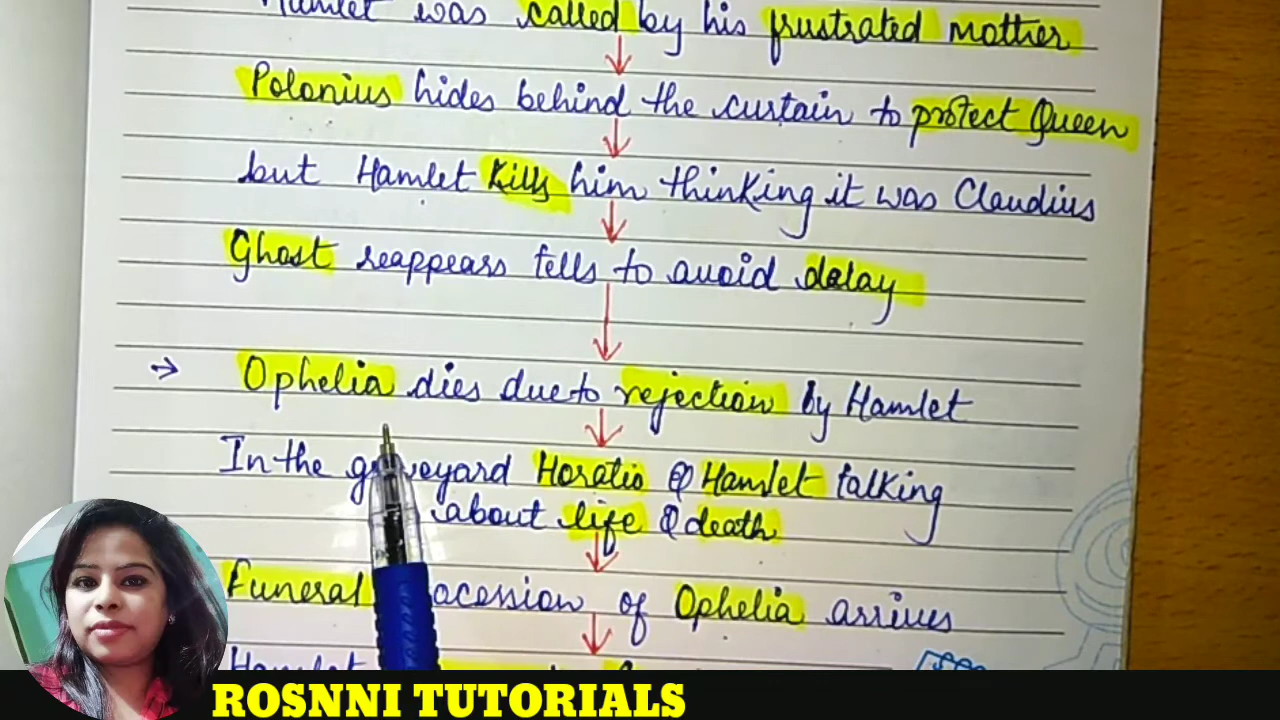 Hamlet was called by his frustrated mother
Polonius hides behind the curtain to protect Queen
but Hamlet kills him thinking it was Claudius
Ghost reappears tells to avoid delay
→ Ophelia dies due to rejection by Hamlet
In the graveyard Horatio & Hamlet talking
about life & death
Funeral of Ophelia arrives
Hamlet
ROSNNI TUTORIALS